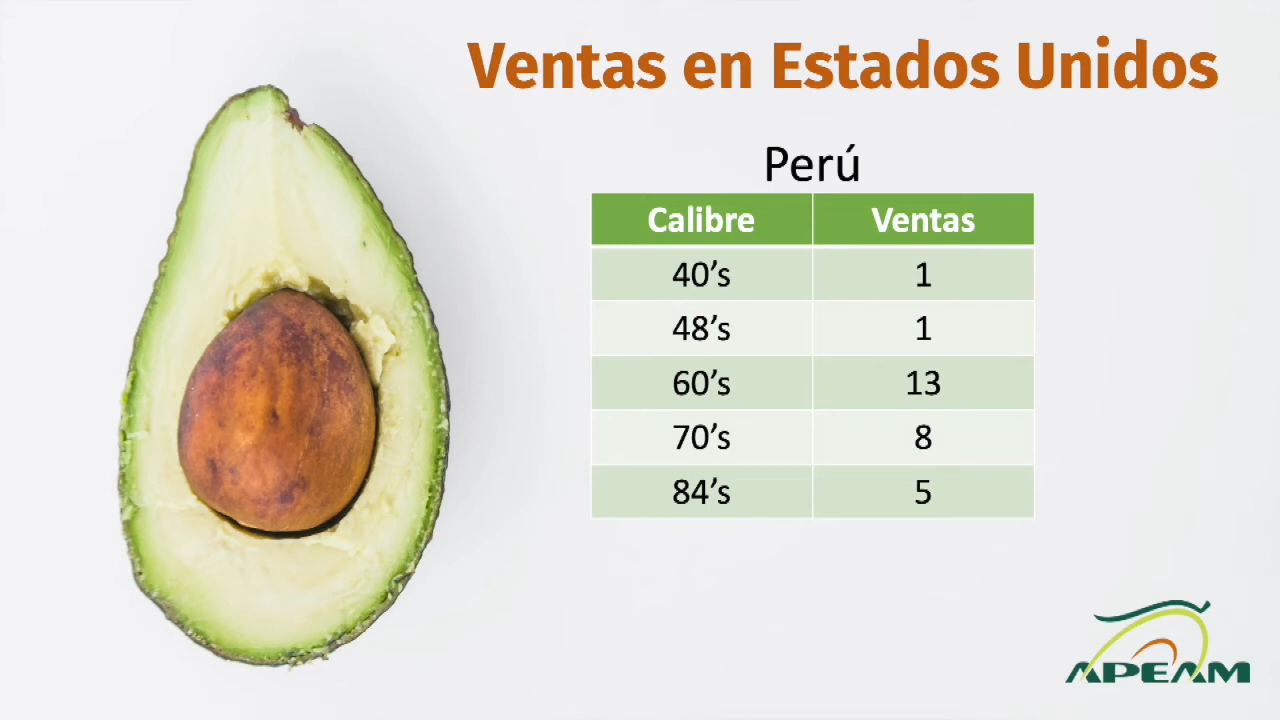 Ventas en Estados Unidos
Perú
Calibre Ventas
40’s 1
48’s 1
60’s 13
70’s 8
84’s 5
APEAM